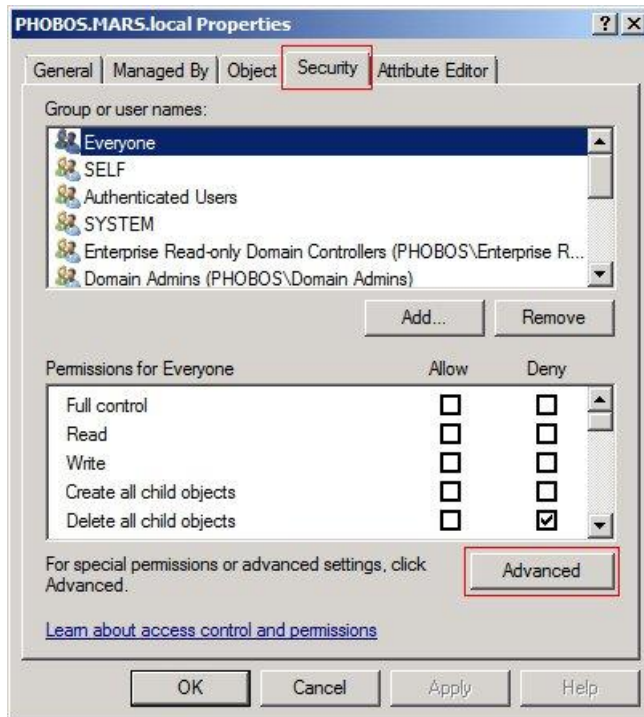 PHOBOS.MARS.local Properties
General Managed By Object Security Attribute Editor
Group or user names:
Everyone
SELF
Authenticated Users
SYSTEM
Enterprise Read-only Domain Controllers (PHOBOS\Enterprise R...
Domain Admins (PHOBOS\Domain Admins)
Add... Remove
Permissions for Everyone Allow Deny
Full control
Read
Write
Create all child objects
Delete all child objects
For special permissions or advanced settings, click
Advanced.
Advanced
Learn about access control and permissions
OK Cancel Apply Help